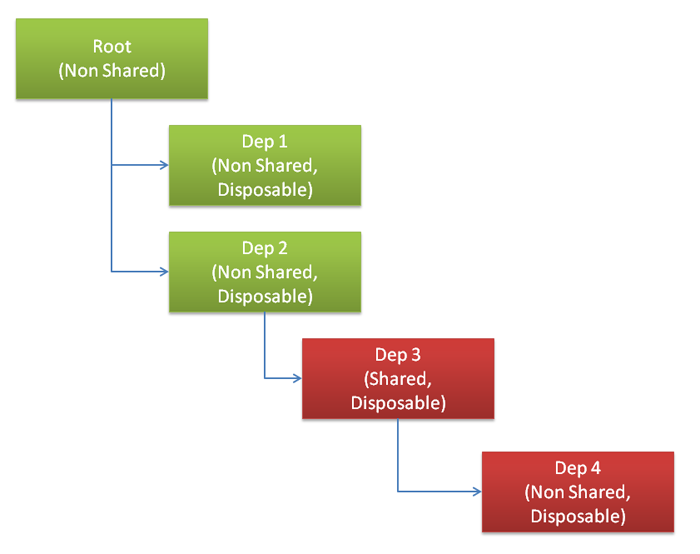 Root
(Non Shared)
Dep 1
(Non Shared,
Disposable)
Dep 2
(Non Shared,
Disposable)
Dep 3
(Shared,
Disposable)
Dep 4
(Non Shared,
Disposable)